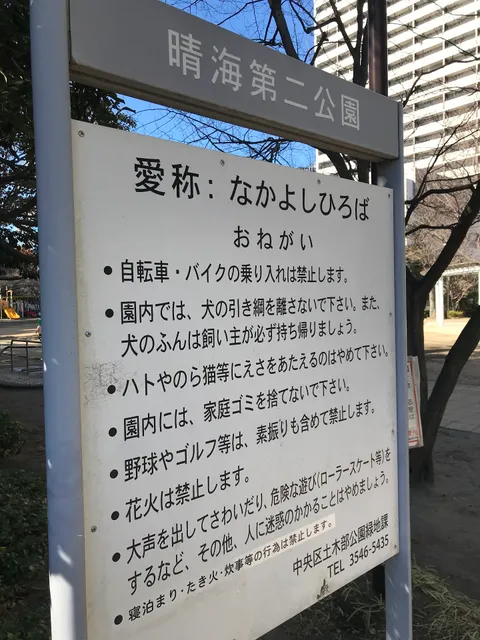 晴海第二公園
愛称：なかよしひろば
おねがい
●自転車・バイクの乗り入れは禁止します。
●園内では、犬の引き綱を離さないで下さい。また、
犬のふんは飼い主が必ず持ち帰りましょう。
●ハトやのら猫等にえさをあたえるのはやめて下さい。
●園内には、家庭ゴミを捨てないで下さい。
●野球やゴルフ等は、素振りも含めて禁止します。
●花火は禁止します。
●大声を出してさわいだり、危険な遊び(ローラースケート等)を
するなど、その他、人に迷惑のかかることはやめましょう。
●寝泊まり・たき火・炊事等の行為は禁止します。
中央区土木部公園緑地課
TEL 3546-5435